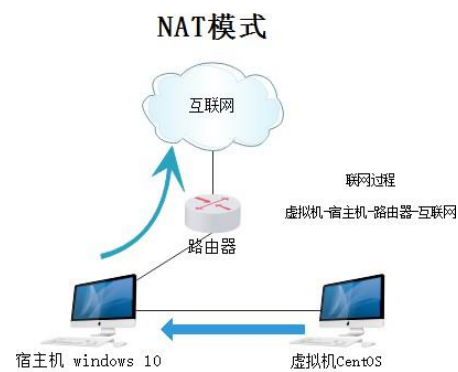 NAT模式
互联网
联网过程
虚拟机-宿主机-路由器-互联网
路由器
宿主机 windows 10
虚拟机CentOS